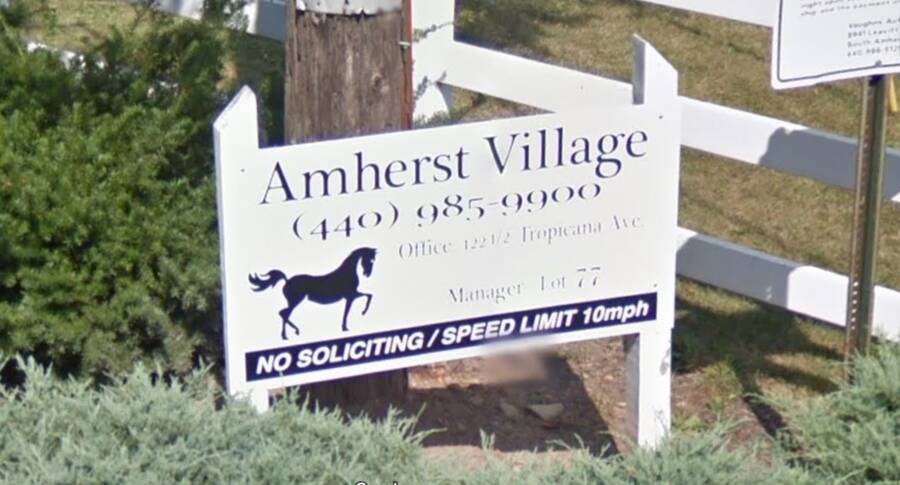 Amherst Village
(440) 985-9900
Office 122 1/2 Tropicana Ave.
Manager Lot 77
NO SOLICITING / SPEED LIMIT 10mph